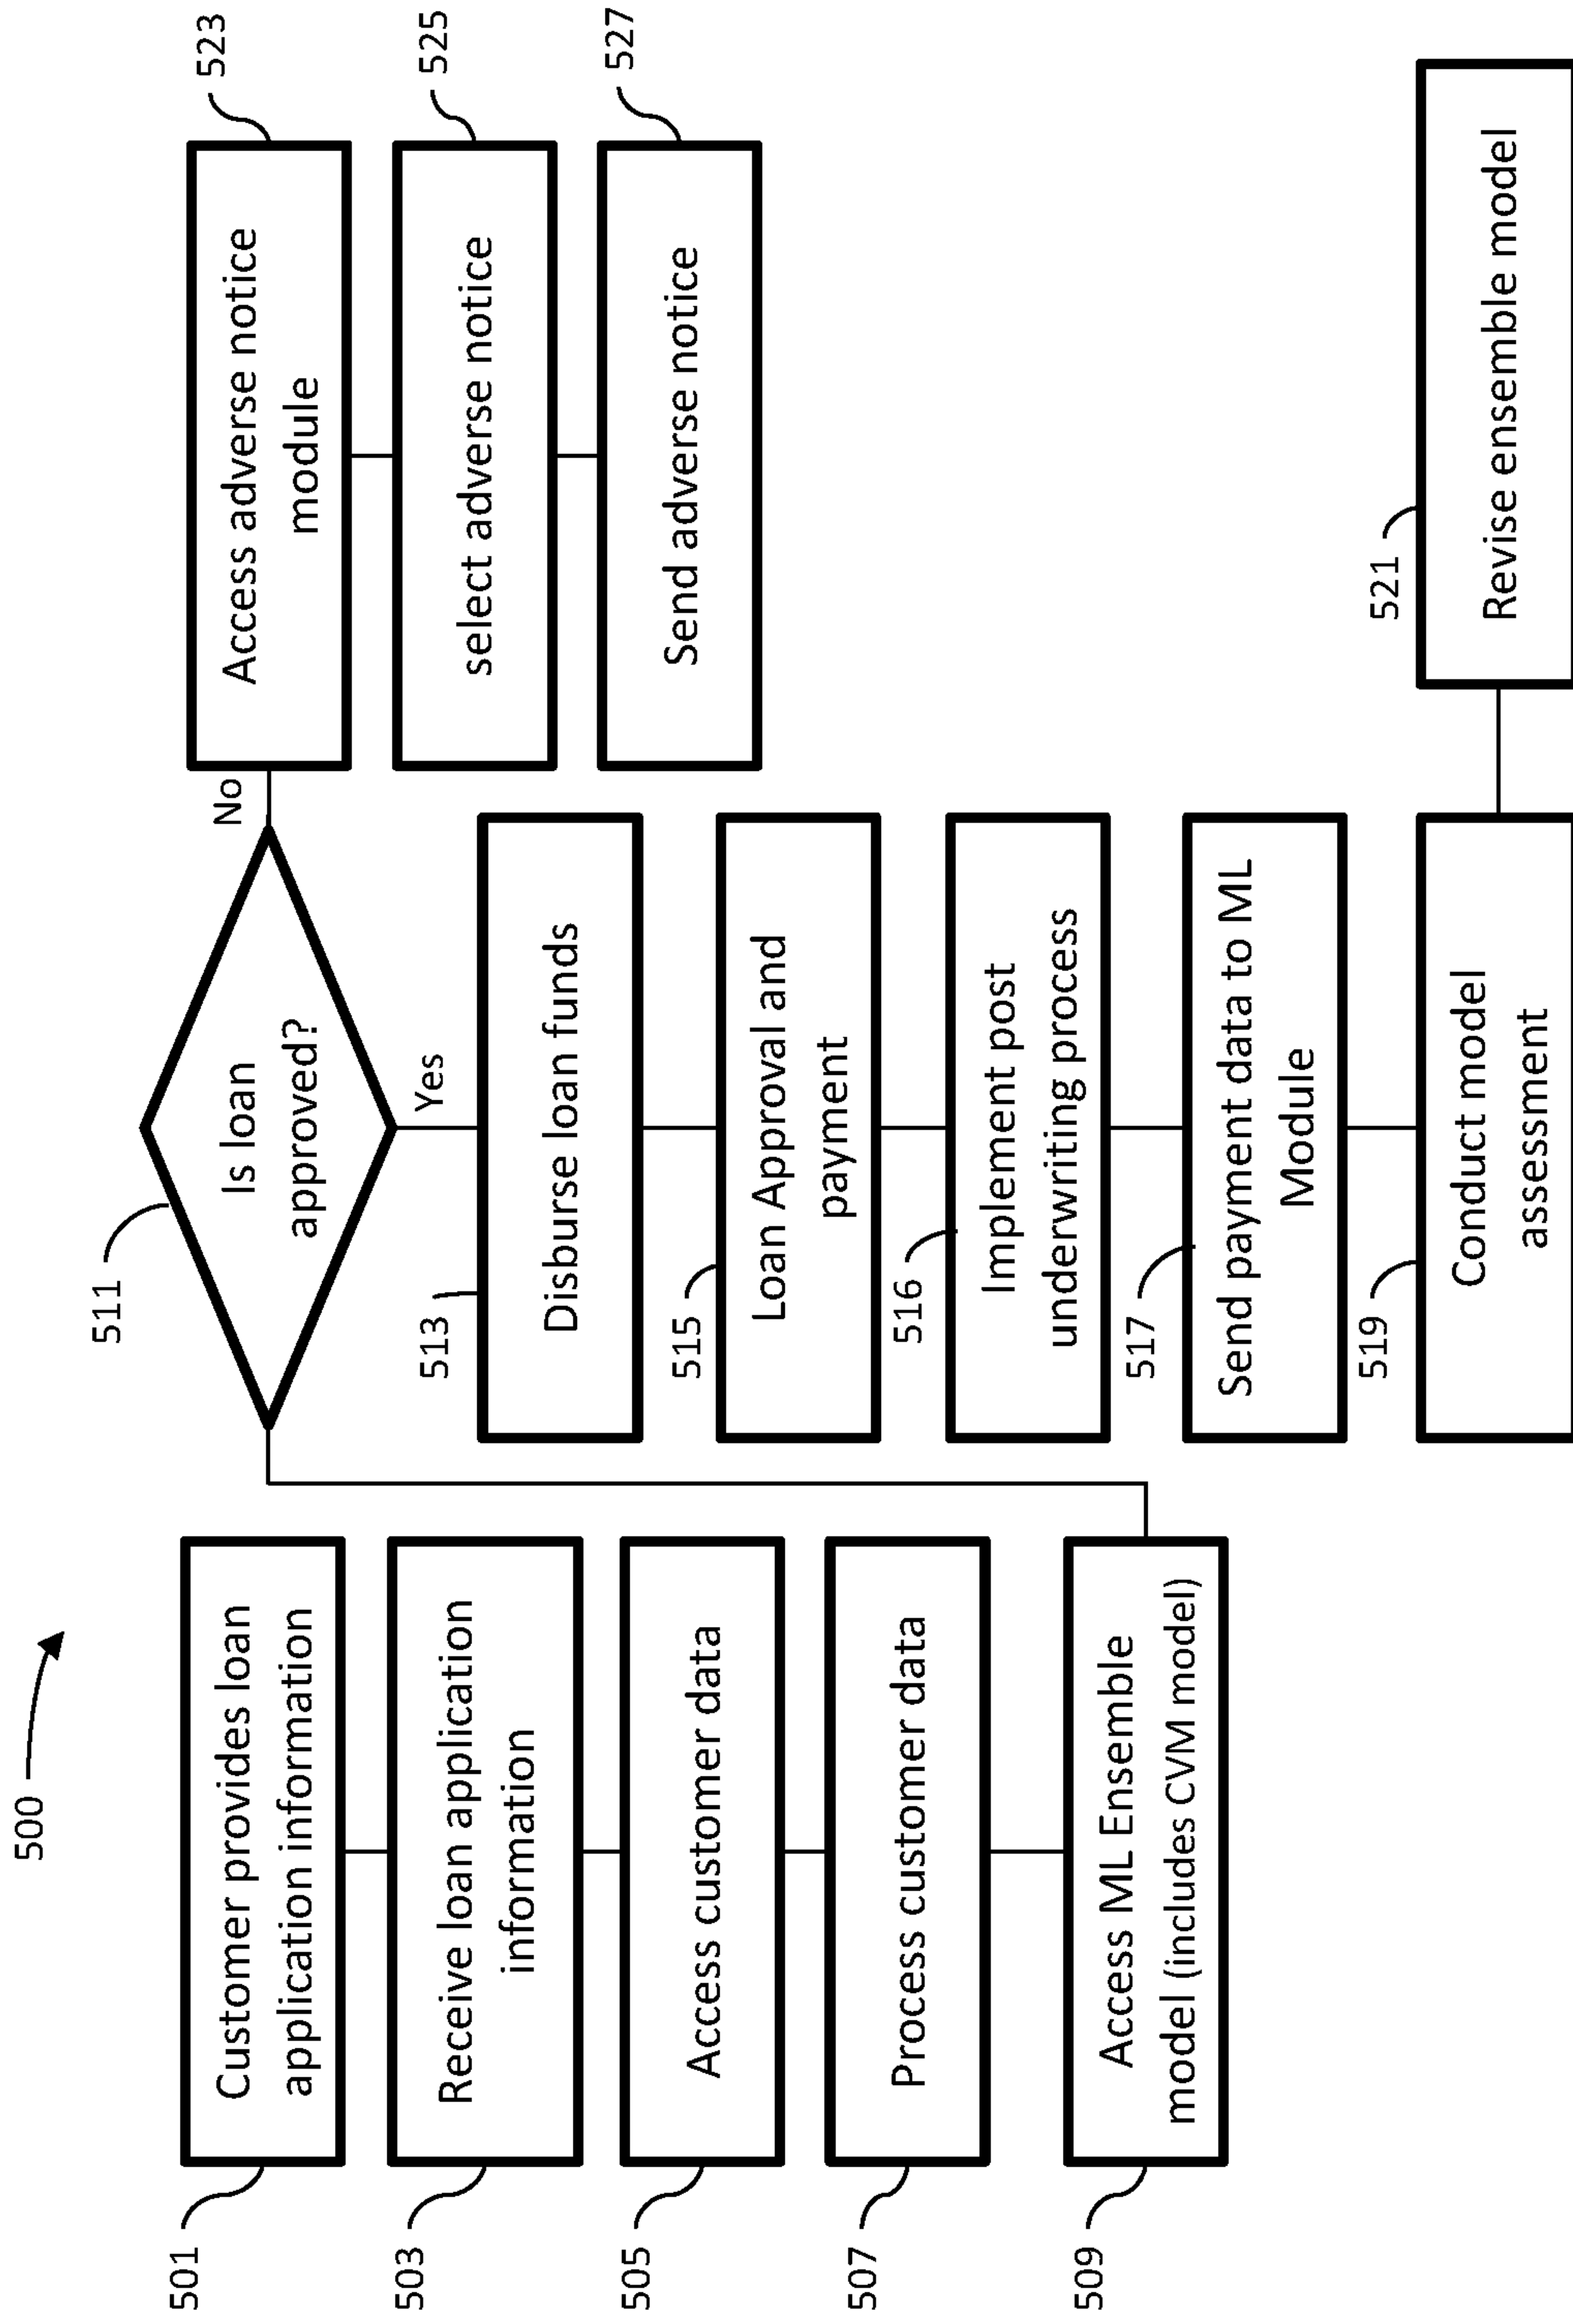 500
501
Customer provides loan
application information
503
Receive loan application
information
505
Access customer data
507
Process customer data
509
Access ML Ensemble
model (includes CVM model)
511
Is loan
approved?
No
Yes
513
Disburse loan funds
515
Loan Approval and
payment
516
Implement post
underwriting process
517
Send payment data to ML
Module
519
Conduct model
assessment
521
Revise ensemble model
523
Access adverse notice
module
525
select adverse notice
527
Send adverse notice